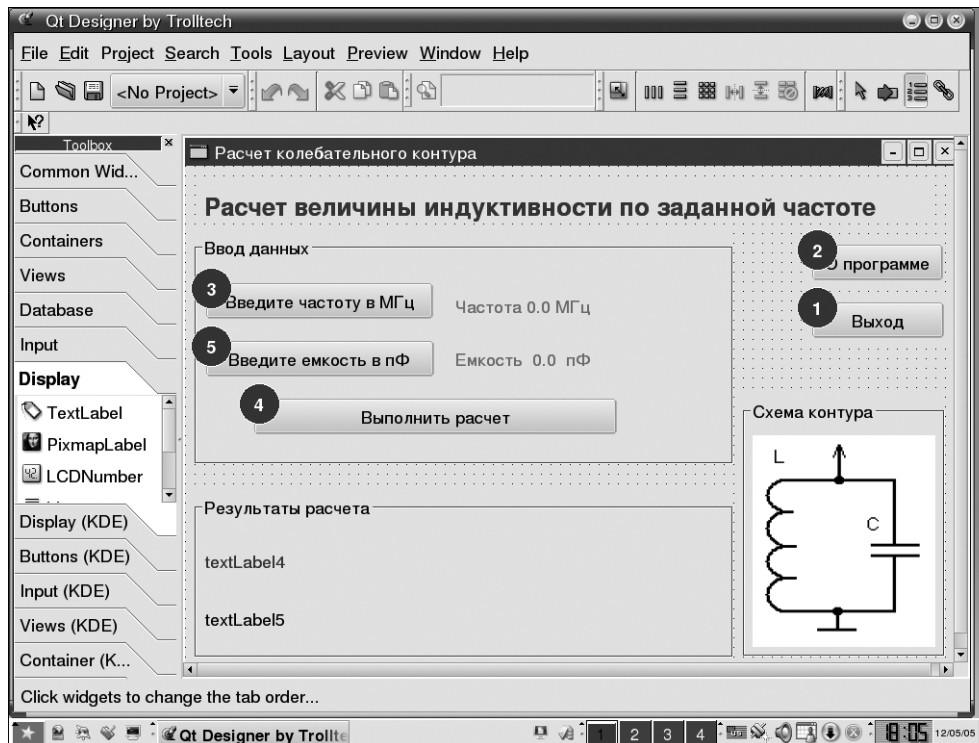 Qt Designer by Trolltech
File Edit Project Search Tools Layout Preview Window Help
<No Project>
Toolbox
Common Wid...
Buttons
Containers
Views
Database
Input
Display
TextLabel
PixmapLabel
LCDNumber
Display (KDE)
Buttons (KDE)
Input (KDE)
Views (KDE)
Container (K...
Расчет колебательного контура
Расчет величины индуктивности по заданной частоте
Ввод данных
3
Введите частоту в МГц
Частота 0.0 МГц
5
Введите емкость в пФ
Емкость 0.0 пФ
4
Выполнить расчет
2
О программе
1
Выход
Результаты расчета
textLabel4
textLabel5
Схема контура
L
C
Click widgets to change the tab order...
Qt Designer by Trollte
1 2 3 4
us
18:05
12/05/05